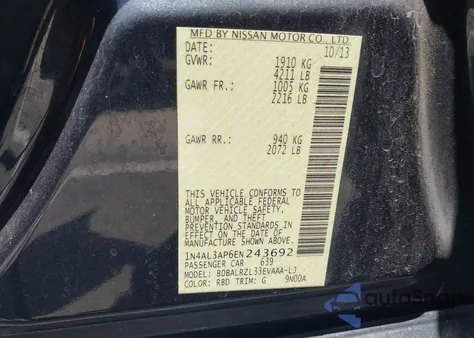 MFD BY NISSAN MOTOR CO., LTD.
DATE: 10/13
GVWR: 1910 KG
4211 LB
GAWR FR.: 1005 KG
2216 LB
GAWR RR.: 940 KG
2072 LB
THIS VEHICLE CONFORMS TO
ALL APPLICABLE FEDERAL
MOTOR VEHICLE SAFETY,
BUMPER, AND THEFT
PREVENTION STANDARDS
IN EFFECT ON THE DATE OF
MANUFACTURE SHOWN ABOVE.
1N4AL3AP6EN243692
PASSENGER CAR 639
MODEL: BDBALRZL33EVAAA-LJ
COLOR: RBD TRIM: G 9N00A
autoSnap